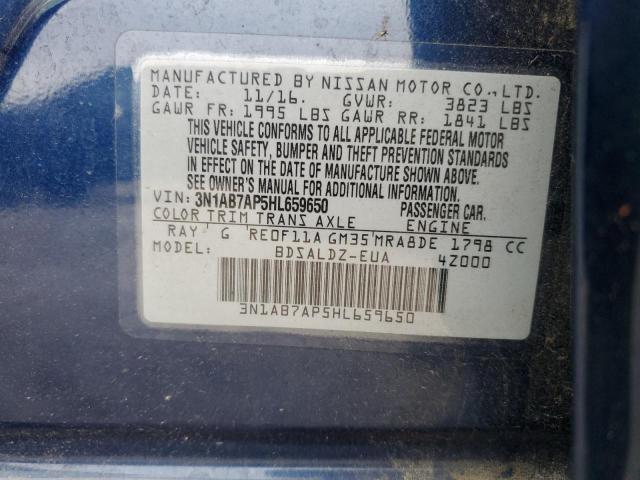 MANUFACTURED BY NISSAN MOTOR CO.,LTD.
DATE: 11/16. GVWR: 3823 LBS
GAWR FR: 1995 LBS GAWR RR: 1841 LBS
THIS VEHICLE CONFORMS TO ALL APPLICABLE FEDERAL MOTOR
VEHICLE SAFETY, BUMPER AND THEFT PREVENTION STANDARDS
IN EFFECT ON THE DATE OF MANUFACTURE SHOWN ABOVE.
SEE OWNER'S MANUAL FOR ADDITIONAL INFORMATION.
VIN: 3N1AB7AP5HL659650 PASSENGER CAR.
COLOR TRIM TRANS AXLE ENGINE
RAY G RE0F11A GM35 MRA8DE 1798 CC
MODEL: BDSALDZ-EUA 4Z000
3N1AB7AP5HL659650